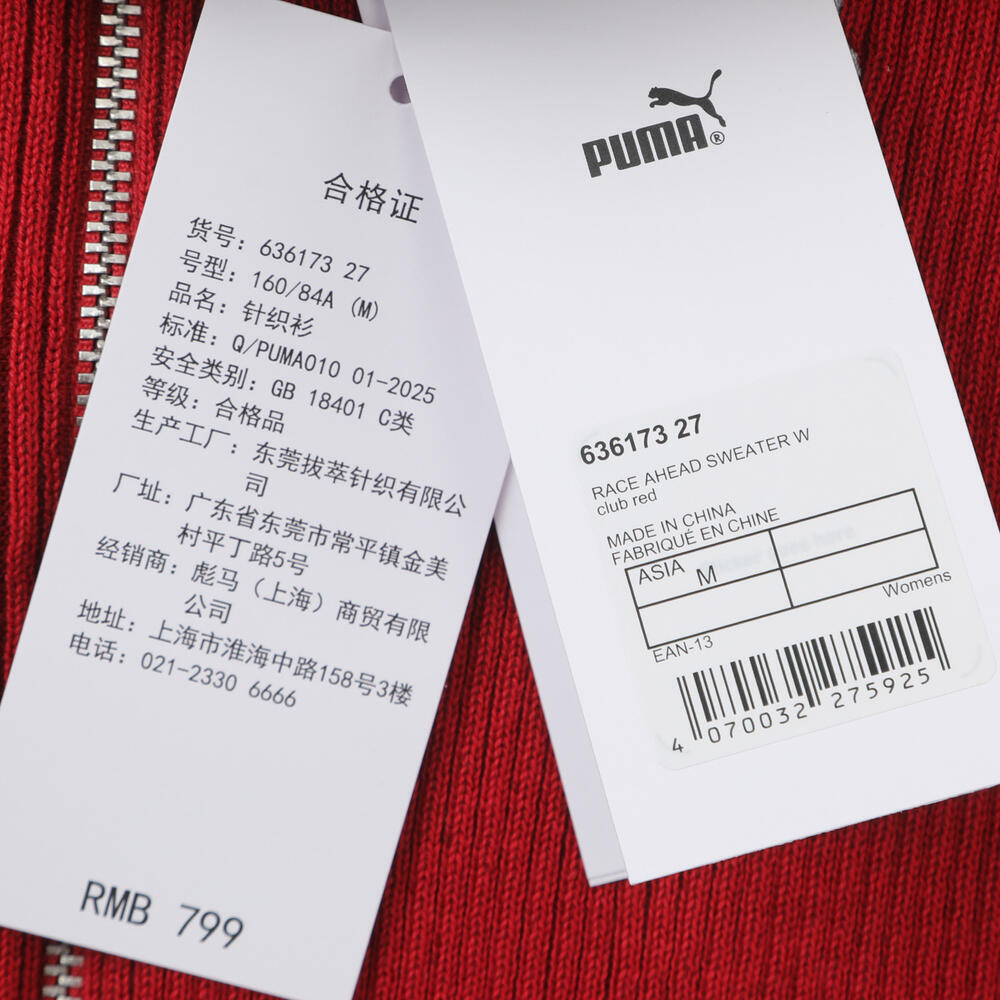 合格证
货号: 636173 27
号型: 160/84A (M)
品名: 针织衫
标准: Q/PUMA010 01-2025
安全类别: GB 18401 C类
等级: 合格品
生产工厂: 东莞拔萃针织有限公
司
厂址: 广东省东莞市常平镇金美
村平丁路5号
经销商: 彪马（上海）商贸有限
公司
地址: 上海市淮海中路158号3楼
电话: 021-2330 6666
RMB 799
PUMA®
636173 27
RACE AHEAD SWEATER W
club red
MADE IN CHINA
FABRIQUÉ EN CHINE
ASIA M
Womens
EAN-13
4 070032 275925